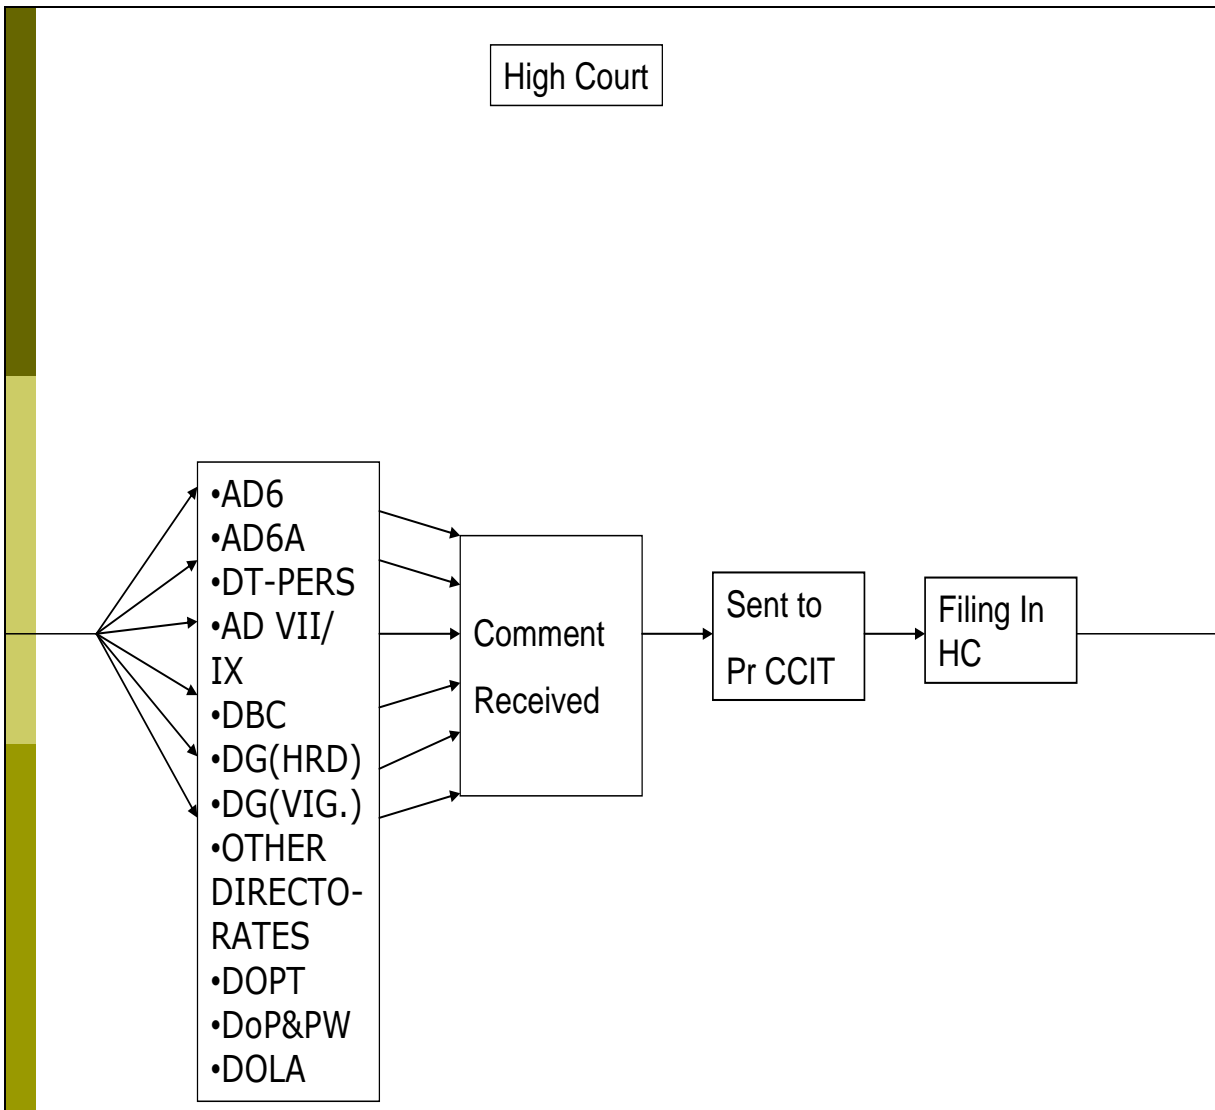 High Court
•AD6
•AD6A
•DT-PERS
•AD VII/
IX
•DBC
•DG(HRD)
•DG(VIG.)
•OTHER
DIRECTO-
RATES
•DOPT
•DoP&PW
•DOLA
Comment
Received
Sent to
Pr CCIT
Filing In
HC